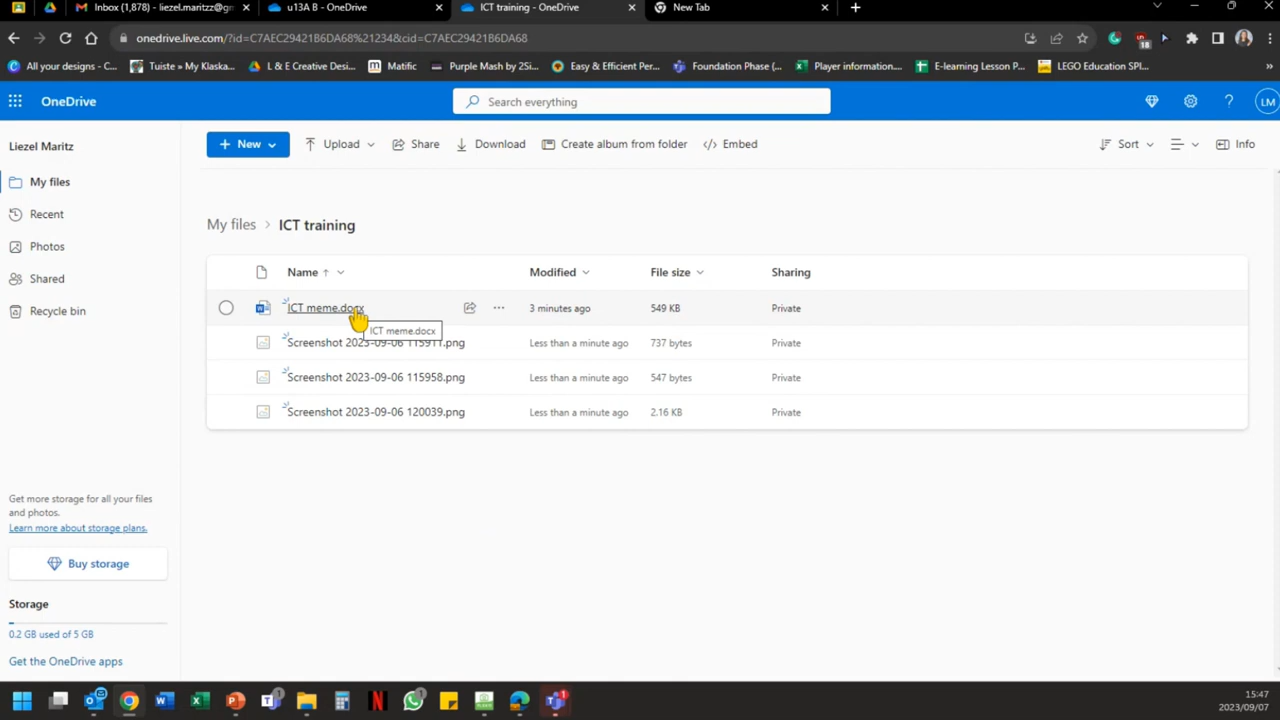 Inbox (1,878) - liezel.maritzz@gm
u13A B - OneDrive
ICT training - OneDrive
New Tab
onedrive.live.com/?id=C7AEC29421B6DA68%21234&cid=C7AEC29421B6DA68
18
All your designs - C...
Tuiste // My Klaska...
L & E Creative Desi...
Matific
Purple Mash by 2Si...
Easy & Efficient Per...
Foundation Phase (...
Player information....
E-learning Lesson P...
LEGO Education SPI...
OneDrive
Search everything
LM
Liezel Maritz
New
Upload
Share
Download
Create album from folder
Embed
Sort
Info
My files
Recent
Photos
Shared
Recycle bin
My files > ICT training
Name Modified File size Sharing
ICT meme.docx 3 minutes ago 549 KB Private
ICT meme.docx
Screenshot 2023-09-06 115911.png Less than a minute ago 737 bytes Private
Screenshot 2023-09-06 115958.png Less than a minute ago 547 bytes Private
Screenshot 2023-09-06 120039.png Less than a minute ago 2.16 KB Private
Get more storage for all your files
and photos.
Learn more about storage plans.
Buy storage
Storage
0.2 GB used of 5 GB
Get the OneDrive apps
15:47
2023/09/07